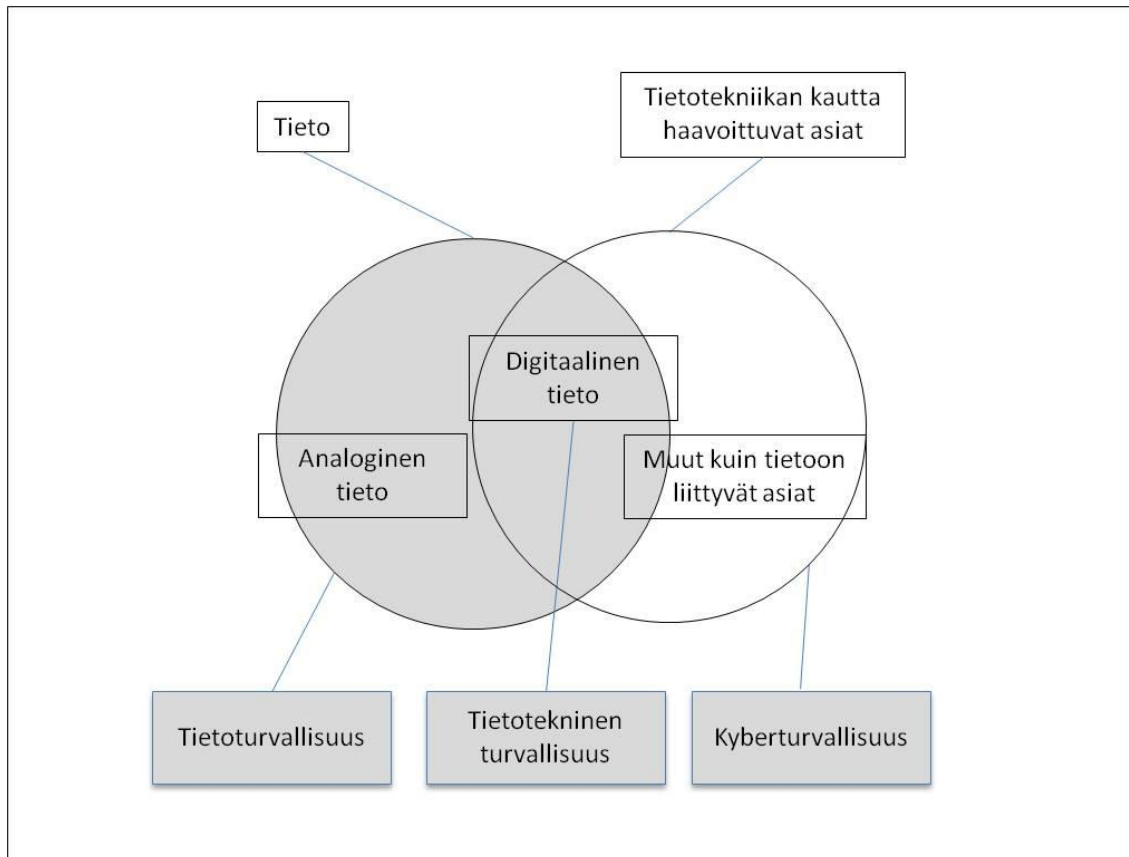 Tieto
Tietotekniikan kautta
haavoittuvat asiat
Digitaalinen
tieto
Analoginen
tieto
Muut kuin tietoon
liittyvät asiat
Tietoturvallisuus
Tietotekninen
turvallisuus
Kyberturvallisuus